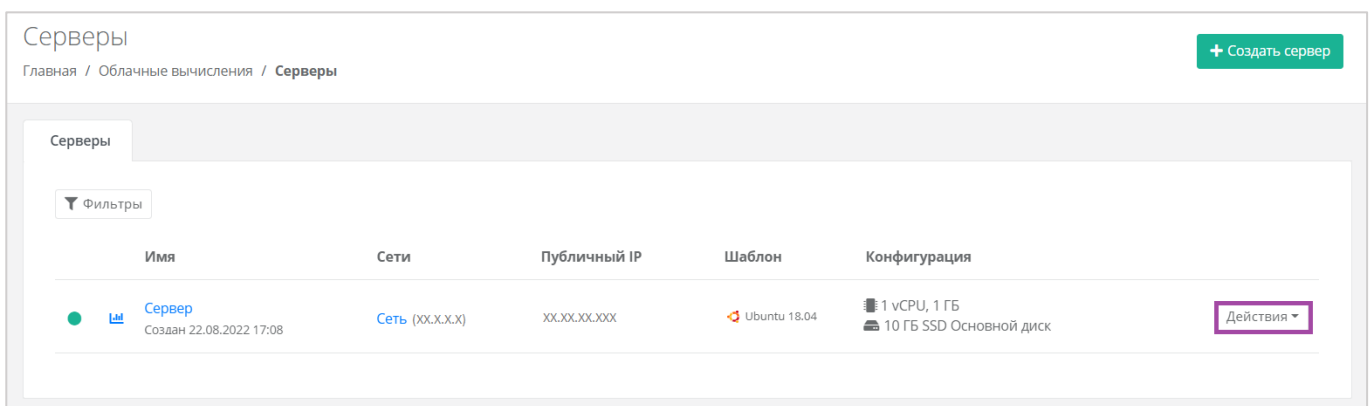 Серверы
Главная / Облачные вычисления / Серверы
+ Создать сервер
Серверы
Фильтры
Имя Сети Публичный IP Шаблон Конфигурация
Сервер
Создан 22.08.2022 17:08
Сеть (XX.X.X.X)
XX.XX.XX.XXX
Ubuntu 18.04
1 vCPU, 1 ГБ
10 ГБ SSD Основной диск
Действия